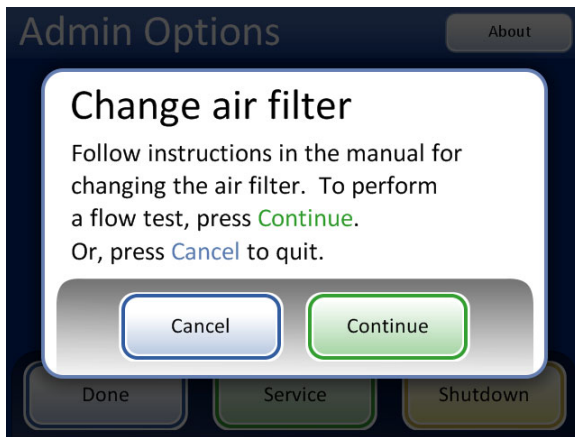 Admin Options
About
Change air filter
Follow instructions in the manual for
changing the air filter.  To perform
a flow test, press Continue.
Or, press Cancel to quit.
Cancel
Continue
Done
Service
Shutdown